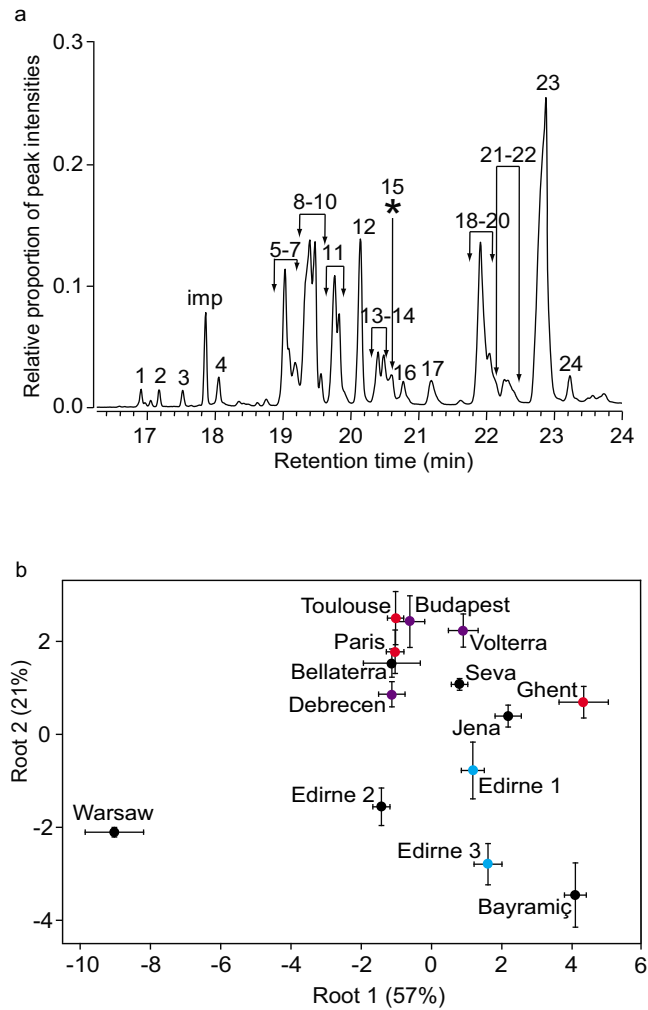 a
0.3
0.2
0.1
0.0
Relative proportion of peak intensities
1
2
3
imp
4
5-7
8-10
11
12
13-14
15
*
16
17
18-20
21-22
23
24
17 18 19 20 21 22 23 24
Retention time (min)
b
2
0
-2
-4
Root 2 (21%)
Toulouse
Budapest
Paris
Volterra
Bellaterra
Seva
Debrecen
Ghent
Jena
Edirne 1
Edirne 2
Warsaw
Edirne 3
Bayramiç
-10 -8 -6 -4 -2 0 2 4 6
Root 1 (57%)